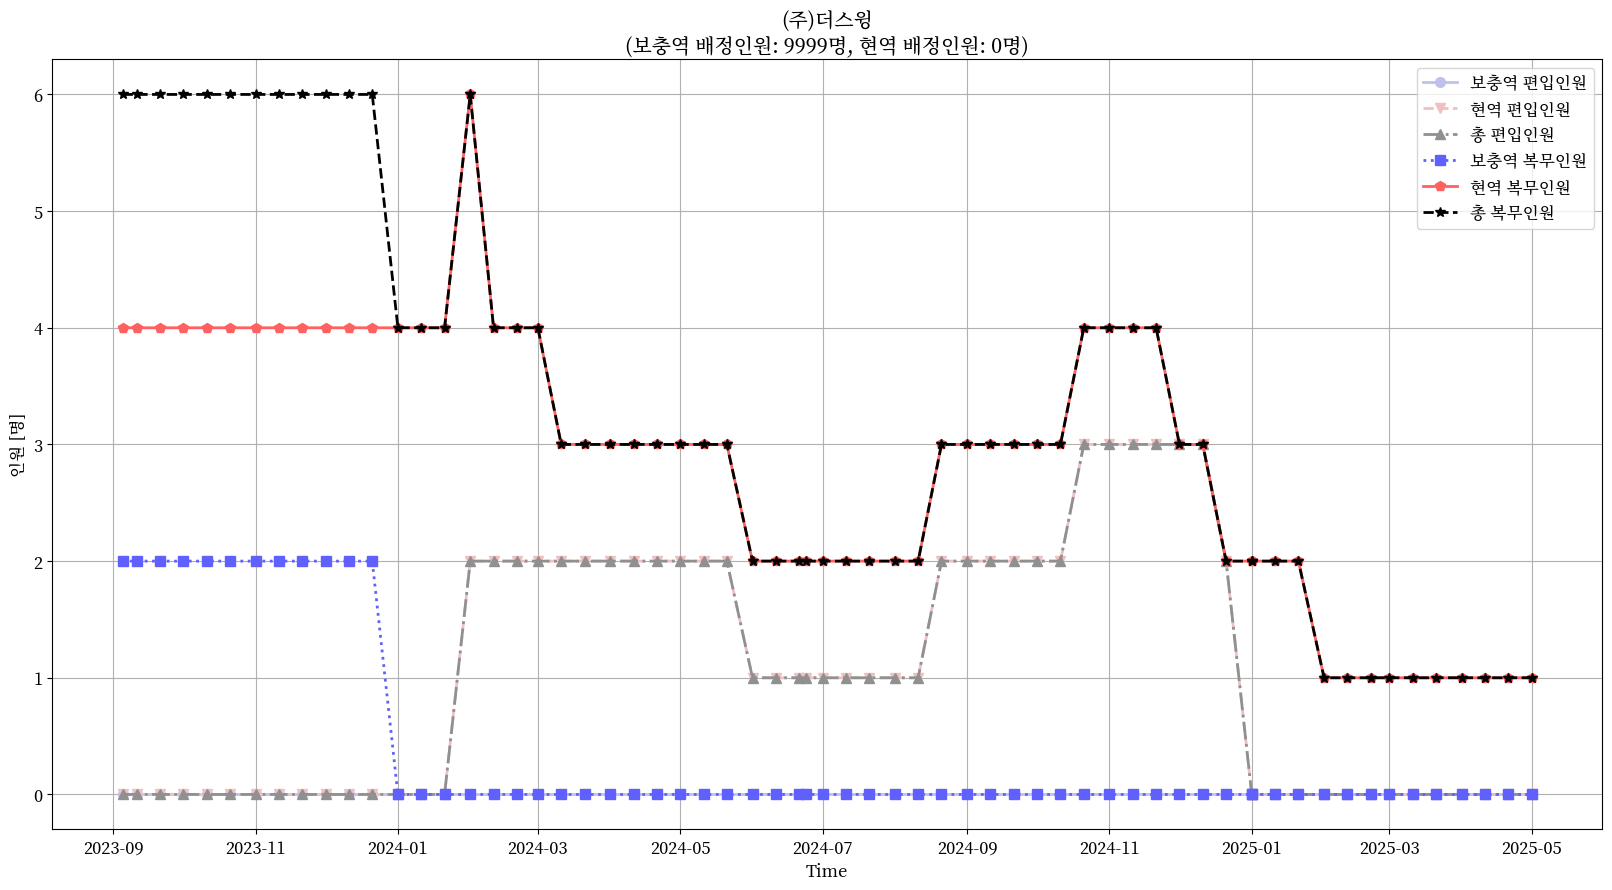 (주)더스윙
(보충역 배정인원: 9999명, 현역 배정인원: 0명)
보충역 편입인원
현역 편입인원
총 편입인원
보충역 복무인원
현역 복무인원
총 복무인원
인원 [명]
6
5
4
3
2
1
0
2023-09 2023-11 2024-01 2024-03 2024-05 2024-07 2024-09 2024-11 2025-01 2025-03 2025-05
Time